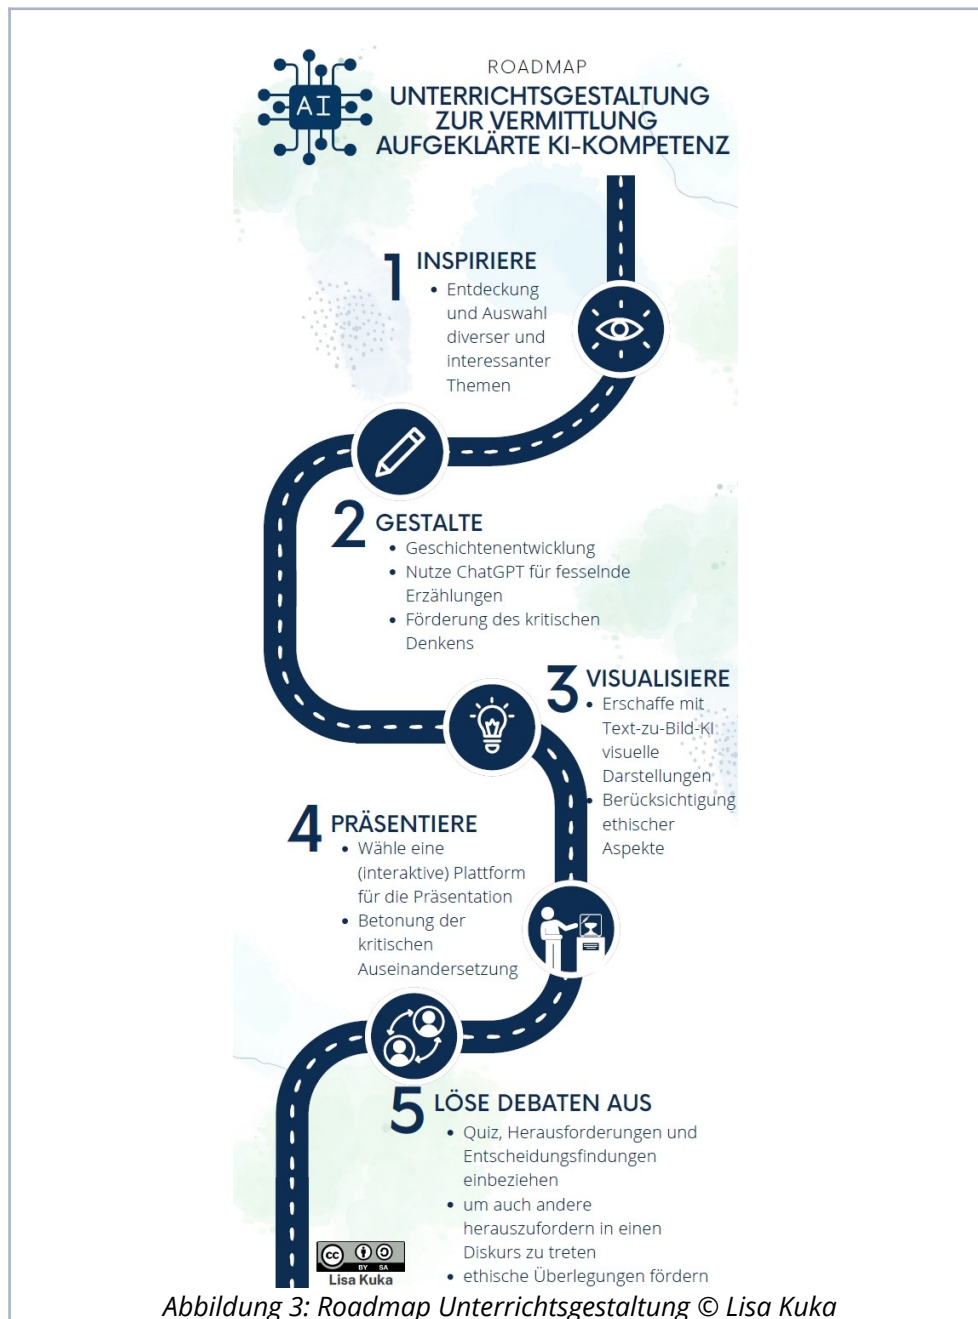 AI
ROADMAP
UNTERRICHTSGESTALTUNG
ZUR VERMITTLUNG
AUFGEKLÄRTE KI-KOMPETENZ
1 INSPIRIERE
• Entdeckung
und Auswahl
diverser und
interessanter
Themen
2 GESTALTE
• Geschichtenentwicklung
• Nutze ChatGPT für fesselnde
Erzählungen
• Förderung des kritischen
Denkens
3 VISUALISIERE
• Erschaffe mit
Text-zu-Bild-KI
visuelle
Darstellungen
• Berücksichtigung
ethischer
Aspekte
4 PRÄSENTIERE
• Wähle eine
(interaktive) Plattform
für die Präsentation
• Betonung der
kritischen
Auseinandersetzung
5 LÖSE DEBATEN AUS
• Quiz, Herausforderungen und
Entscheidungsfindungen
einbeziehen
• um auch andere
herauszufordern in einen
Diskurs zu treten
• ethische Überlegungen fördern
cc
BY SA
Lisa Kuka
Abbildung 3: Roadmap Unterrichtsgestaltung © Lisa Kuka